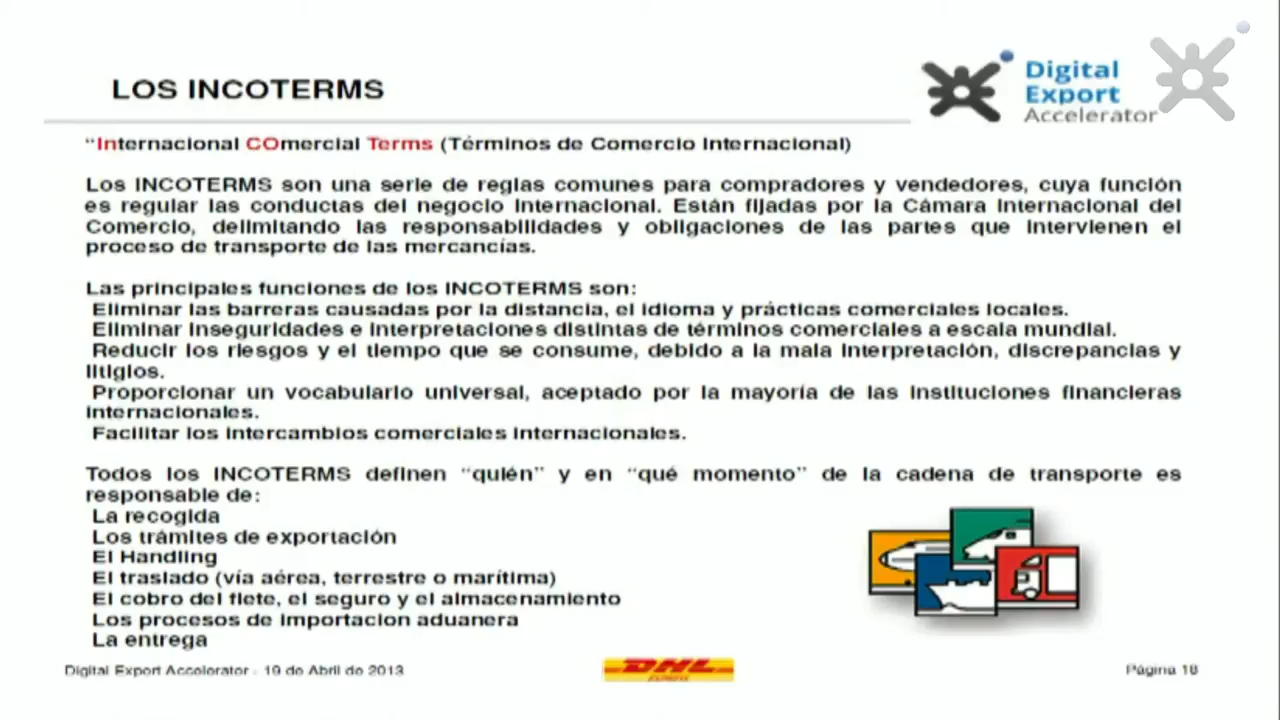 LOS INCOTERMS
Digital
Export
Accelerator
“Internacional COmercial Terms (Términos de Comercio Internacional)
Los INCOTERMS son una serie de reglas comunes para compradores y vendedores, cuya función
es regular las conductas del negocio Internacional. Están fijadas por la Cámara Internacional del
Comercio, delimitando las responsabilidades y obligaciones de las partes que intervienen el
proceso de transporte de las mercancías.
Las principales funciones de los INCOTERMS son:
Eliminar las barreras causadas por la distancia, el idioma y prácticas comerciales locales.
Eliminar inseguridades e interpretaciones distintas de términos comerciales a escala mundial.
Reducir los riesgos y el tiempo que se consume, debido a la mala interpretación, discrepancias y
litigios.
Proporcionar un vocabulario universal, aceptado por la mayoría de las instituciones financieras
internacionales.
Facilitar los intercambios comerciales internacionales.
Todos los INCOTERMS definen “quién” y en “qué momento” de la cadena de transporte es
responsable de:
La recogida
Los trámites de exportación
El Handling
El traslado (vía aérea, terrestre o marítima)
El cobro del flete, el seguro y el almacenamiento
Los procesos de importacion aduanera
La entrega
Digital Export Accelerator - 19 de Abril de 2013
DHL
EXPRESS
Página 18